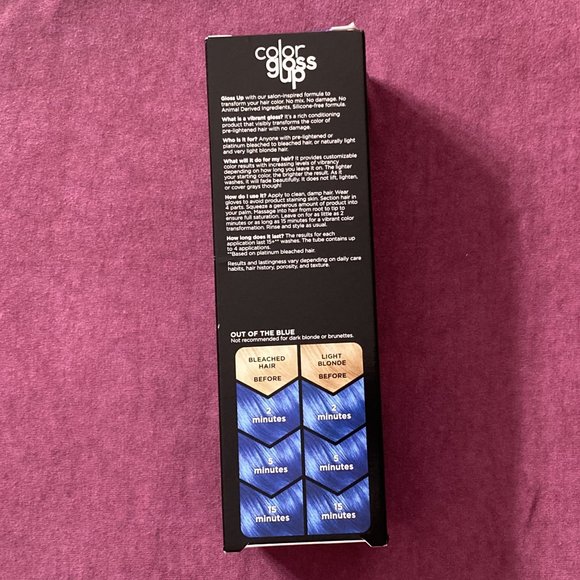 color
gloss
up
Gloss Up with our salon-inspired formula to
transform your hair color. No mix. No damage. No
Animal Derived Ingredients, Silicone-free formula.
What is a vibrant gloss? It's a rich conditioning
product that visibly transforms the color of
pre-lightened hair with no damage.
Who is it for? Anyone with pre-lightened or
platinum bleached to bleached hair, or naturally light
and very light blonde hair.
What will it do for my hair? It provides customizable
color results with increasing levels of vibrancy
depending on how long you leave it on. The lighter
your starting color, the brighter the result. As it
washes, it will fade beautifully. It does not lift, lighten,
or cover grays though!
How do I use it? Apply to clean, damp hair. Wear
gloves to avoid product staining skin. Section hair in
4 parts. Squeeze a generous amount of product into
your palm. Massage into hair from root to tip to
ensure full saturation. Leave on for as little as 2
minutes or as long as 15 minutes for a vibrant color
transformation. Rinse and style as usual.
How long does it last? The results for each
application last 15+** washes. The tube contains up
to 4 applications.
**Based on platinum bleached hair.
Results and lastingness vary depending on daily care
habits, hair history, porosity, and texture.
OUT OF THE BLUE
Not recommended for dark blonde or brunettes.
BLEACHED
HAIR
BEFORE
2
minutes
5
minutes
15
minutes
LIGHT
BLONDE
BEFORE
2
minutes
5
minutes
15
minutes